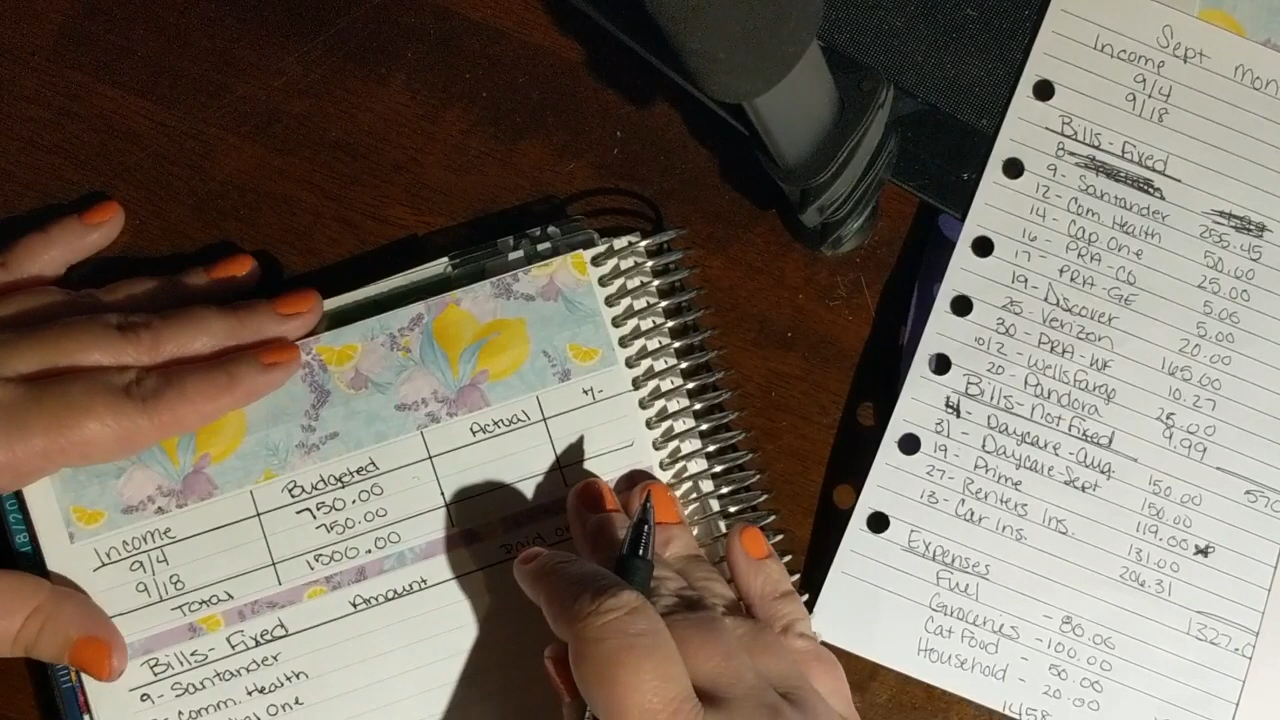 Income Budgeted Actual +/-
9/4 750.00
9/18 750.00
Total 1500.00
Bills-Fixed Amount Paid
9-Santander
Comm. Health
One
18/20
Sept
Income
9/4
9/18
Bills-Fixed
8-
9-Santander 255.45
12-Com. Health 50.00
14-Cap. One 25.00
16-PRA-CO 5.00
17-PRA-GE 5.00
19-Discover 20.00
25-Verizon 165.00
30-PRA-WF 10.27
10/2-Wells Fargo 25.00
20-Pandora 9.99
Bills-Not Fixed
Daycare-Aug. 150.00
31-Daycare Sept 150.00
19-Prime 119.00
27-Renters Ins. 131.00
13-Car Ins. 206.31
Expenses 1327.0
Fuel -80.00
Groceries -100.00
Cat Food - 50.00
Household - 20.00
1458